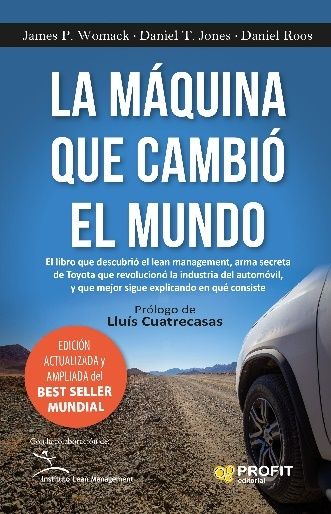 James P. Womack · Daniel T. Jones · Daniel Roos
LA MÁQUINA
QUE CAMBIÓ
EL MUNDO
El libro que descubrió el lean management, arma secreta
de Toyota que revolucionó la industria del automóvil,
y que mejor sigue explicando en qué consiste
Prólogo de
Lluís Cuatrecasas
EDICIÓN
ACTUALIZADA y
AMPLIADA del
BEST SELLER
MUNDIAL
Con la colaboración de:
Instituto Lean Management
PROFIT
editorial